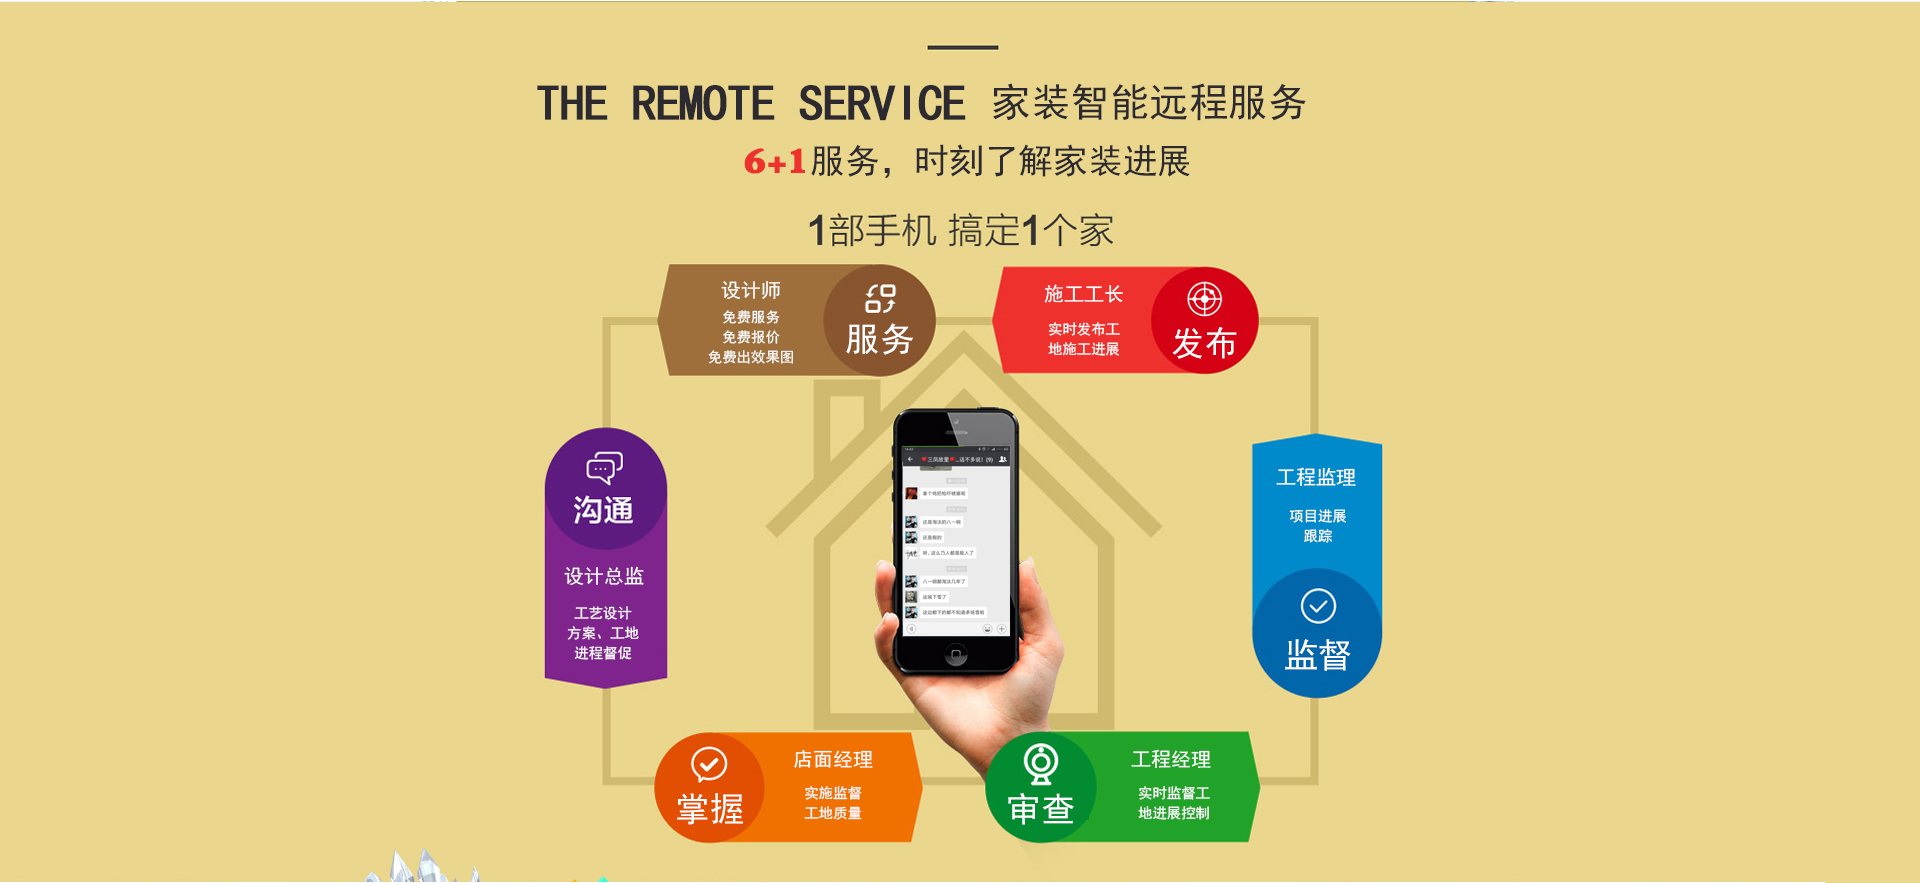 THE REMOTE SERVICE 家装智能远程服务
6+1服务，时刻了解家装进展
1部手机 搞定1个家
设计师
免费服务
免费报价
免费出效果图
服务
施工工长
实时发布工
地施工进展
发布
沟通
设计总监
工艺设计
方案、工地
进程督促
工程监理
项目进展
跟踪
监督
掌握
店面经理
实施监督
工地质量
审查
工程经理
实时监督工
地进展控制